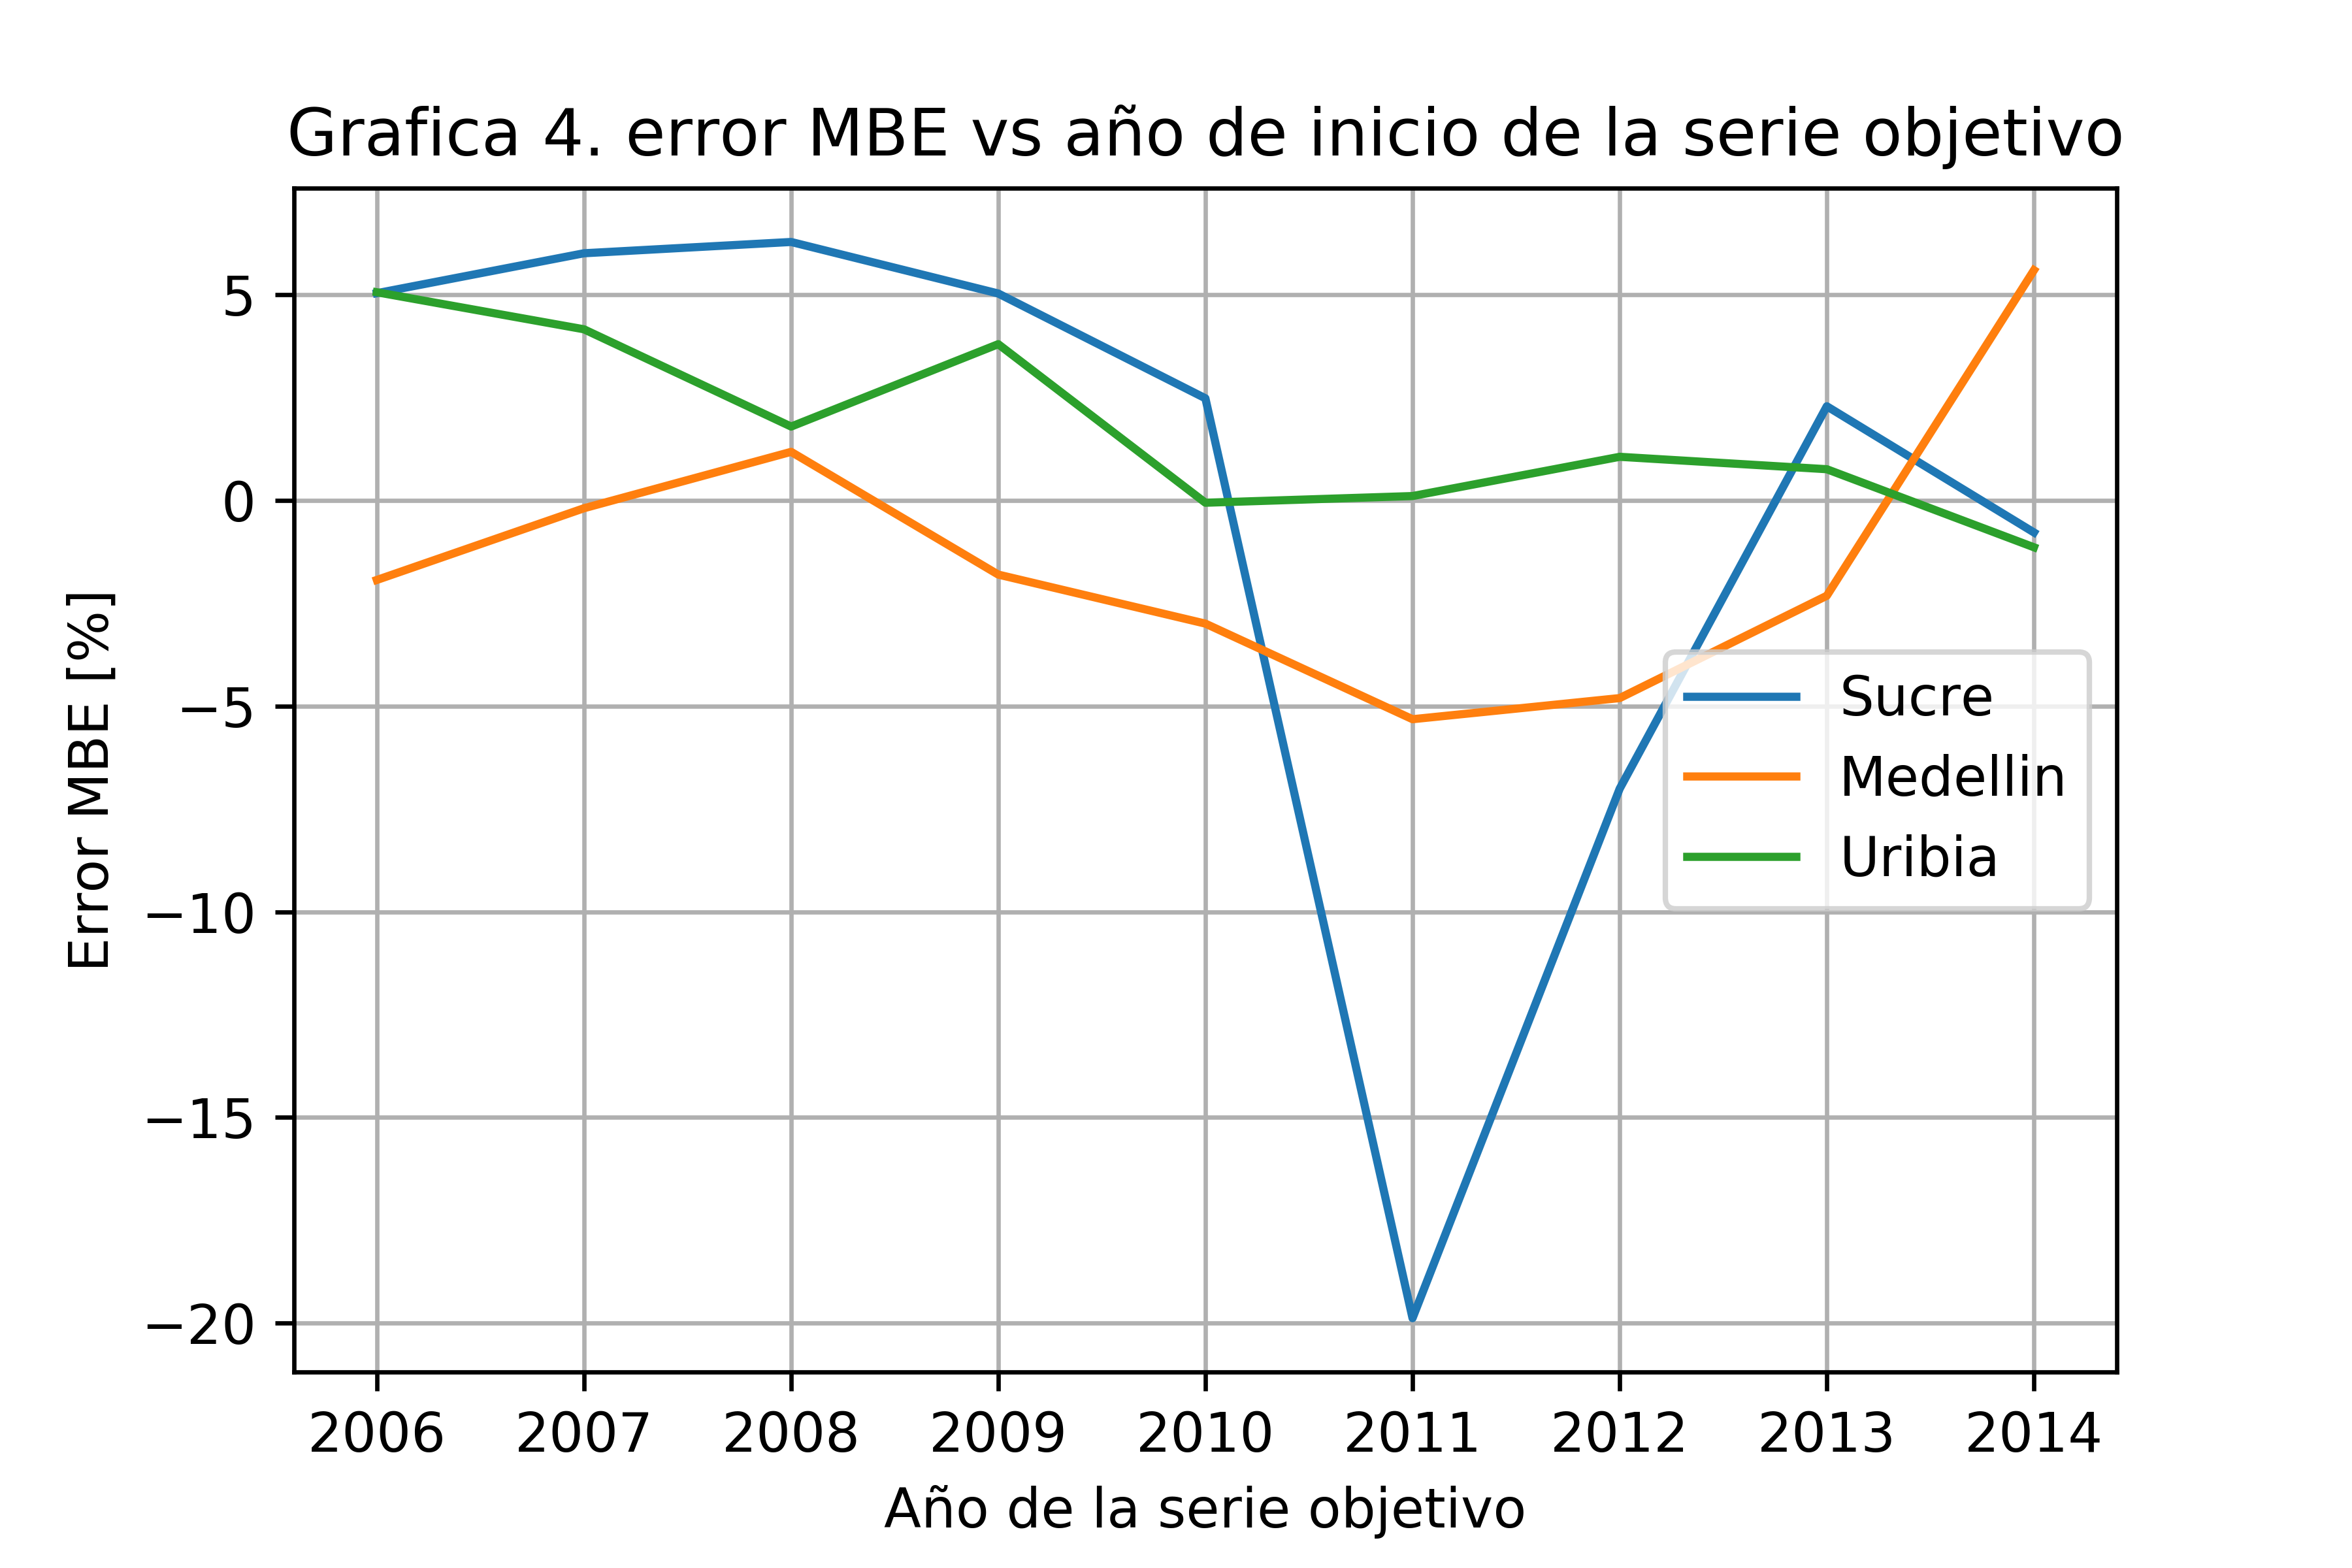 Grafica 4. error MBE vs año de inicio de la serie objetivo
Error MBE [%]
5
0
−5
−10
−15
−20
Sucre
Medellin
Uribia
2006 2007 2008 2009 2010 2011 2012 2013 2014
Año de la serie objetivo